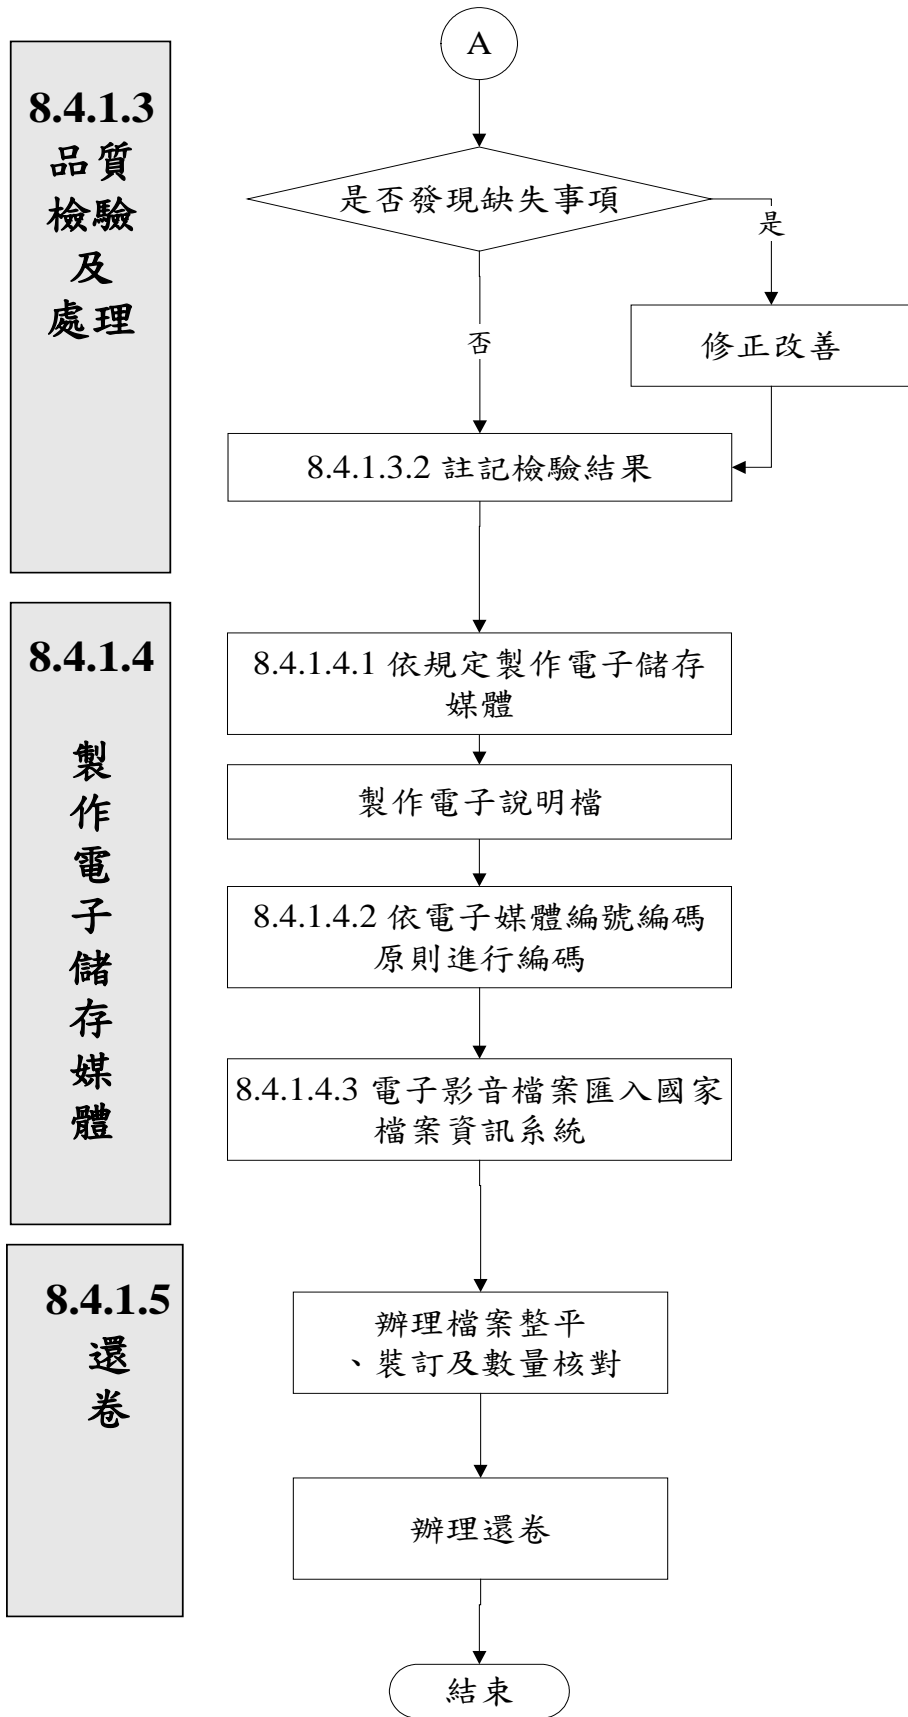 A
8.4.1.3
品質
檢驗
及
處理
是否發現缺失事項
是
否
修正改善
8.4.1.3.2 註記檢驗結果
8.4.1.4
製
作
電
子
儲
存
媒
體
8.4.1.4.1 依規定製作電子儲存
媒體
製作電子說明檔
8.4.1.4.2 依電子媒體編號編碼
原則進行編碼
8.4.1.4.3 電子影音檔案匯入國家
檔案資訊系統
8.4.1.5
還
卷
辦理檔案整平
、裝訂及數量核對
辦理還卷
結束